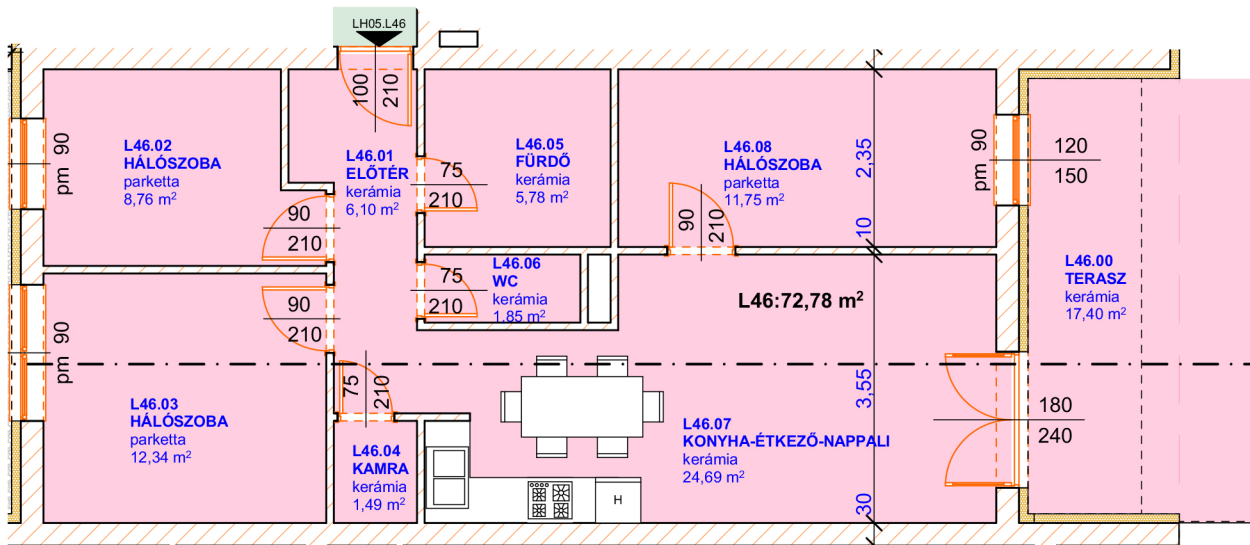 LH05.L46
100
210
L46.02
HÁLÓSZOBA
parketta
8,76 m²
pm 90
L46.01
ELŐTÉR
kerámia
6,10 m²
90
210
L46.05
FÜRDŐ
kerámia
5,78 m²
75
210
L46.08
HÁLÓSZOBA
parketta
11,75 m²
90
210
2,35
10
pm 90
120
150
L46.06
WC
kerámia
1,85 m²
75
210
L46:72,78 m²
L46.00
TERASZ
kerámia
17,40 m²
90
210
pm 90
L46.03
HÁLÓSZOBA
parketta
12,34 m²
75
210
L46.04
KAMRA
kerámia
1,49 m²
L46.07
KONYHA-ÉTKEZŐ-NAPPALI
kerámia
24,69 m²
3,55
30
180
240
H